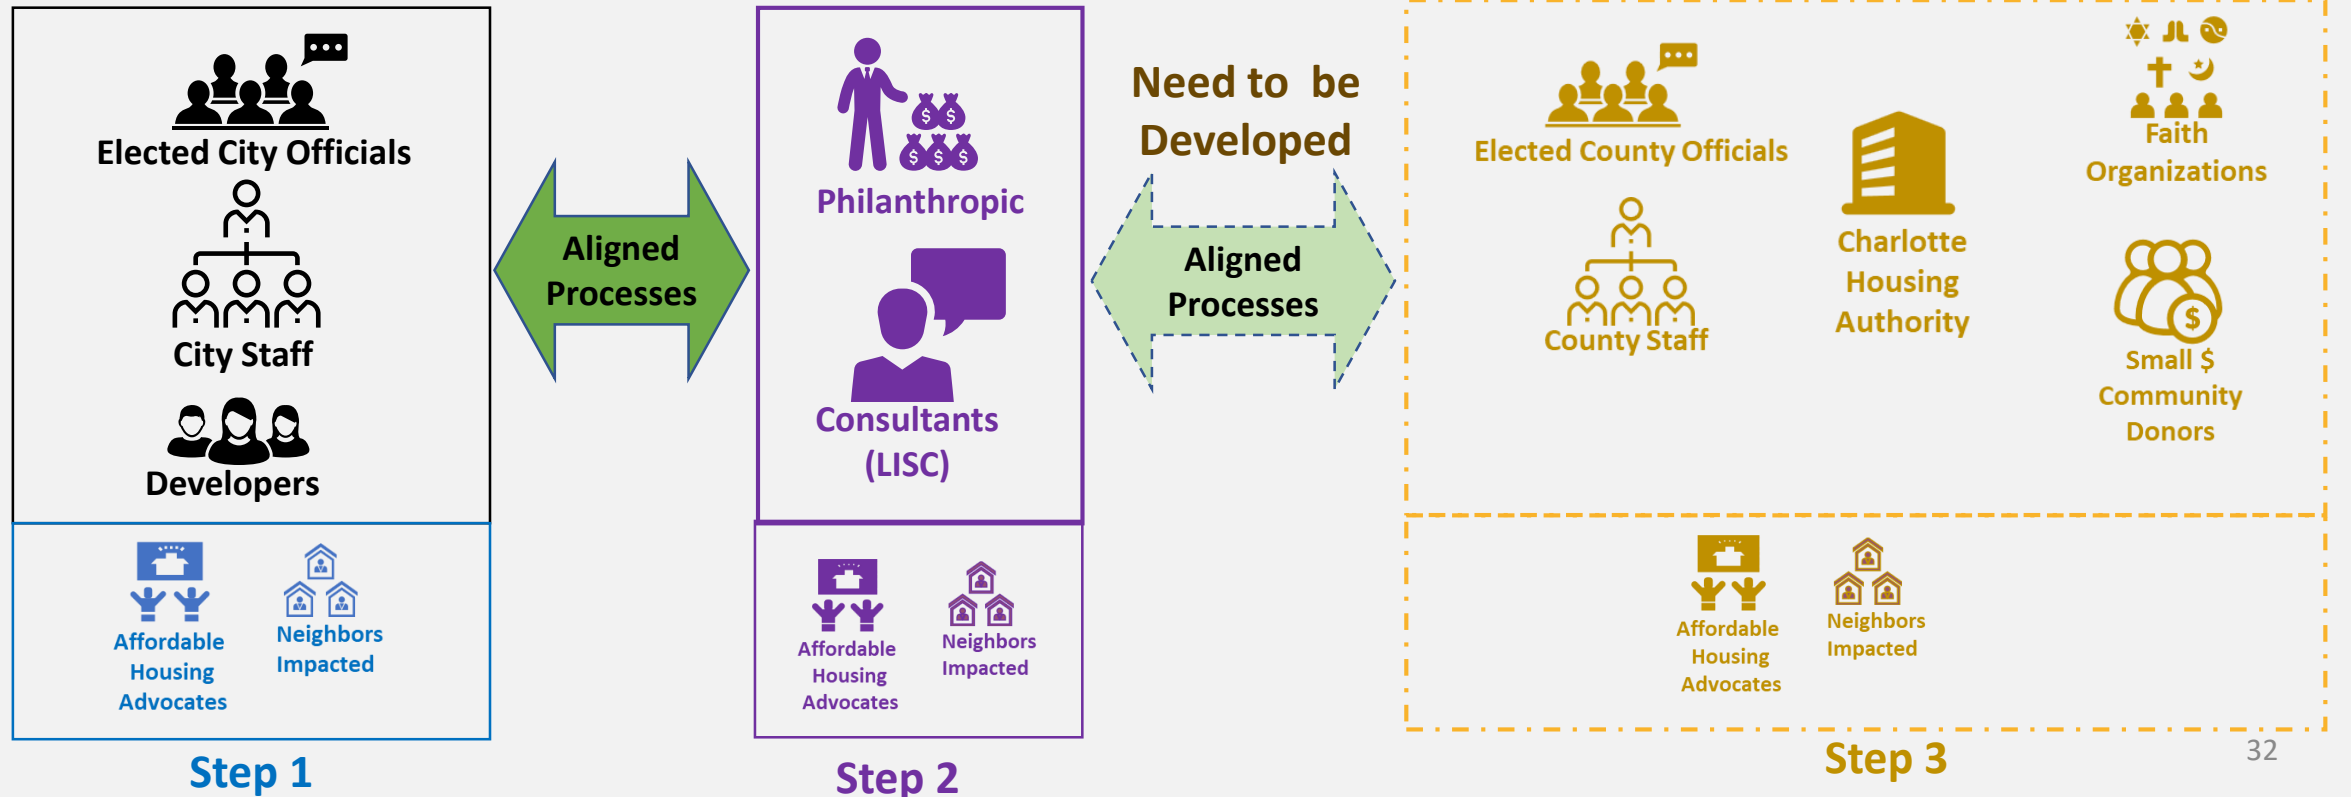 Elected City Officials
City Staff
Developers
Affordable
Housing
Advocates
Neighbors
Impacted
Step 1
Aligned
Processes
Philanthropic
Consultants
(LISC)
Affordable
Housing
Advocates
Neighbors
Impacted
Step 2
Need to  be
Developed
Aligned
Processes
Elected County Officials
County Staff
Charlotte
Housing
Authority
Faith
Organizations
Small $
Community
Donors
Affordable
Housing
Advocates
Neighbors
Impacted
Step 3
32